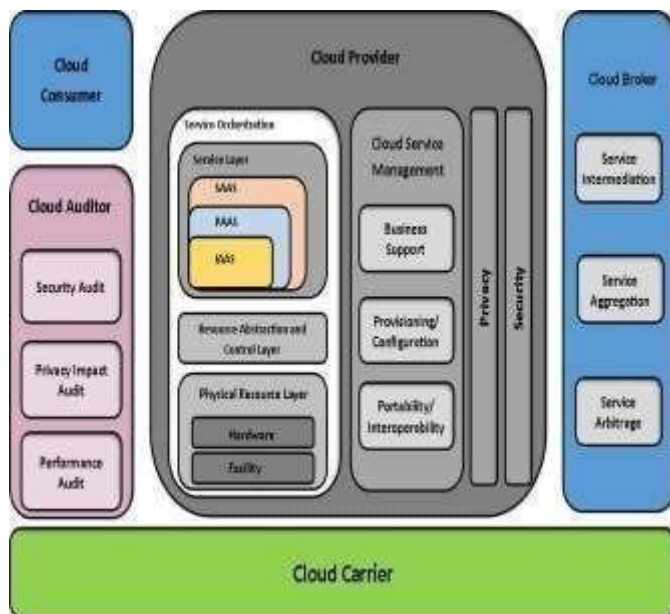 Cloud
Consumer
Cloud Auditor
Security Audit
Privacy Impact
Audit
Performance
Audit
Cloud Provider
Service Orchestration
Service Layer
SAAS
PAAS
IAAS
Resource Abstraction and
Control Layer
Physical Resource Layer
Hardware
Facility
Cloud Service
Management
Business
Support
Provisioning/
Configuration
Portability/
Interoperability
Privacy
Security
Cloud Broker
Service
Intermediation
Service
Aggregation
Service
Arbitrage
Cloud Carrier